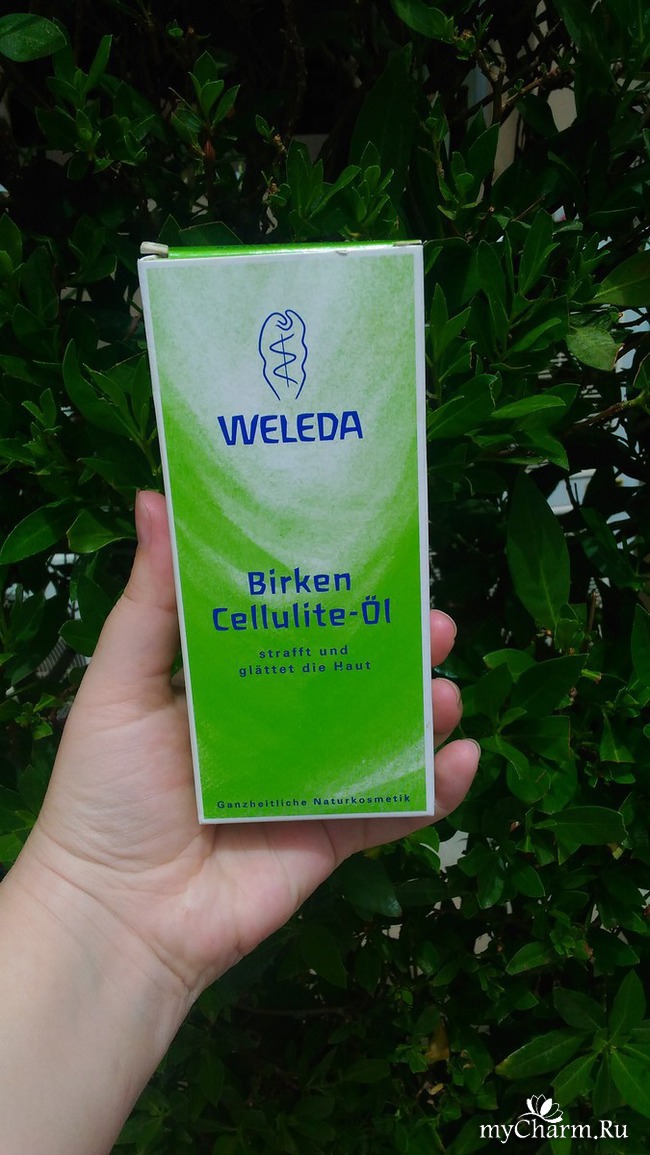 WELEDA
Birken
Cellulite-Öl
strafft und
glättet die Haut
Ganzheitliche Naturkosmetik
myCharm.Ru